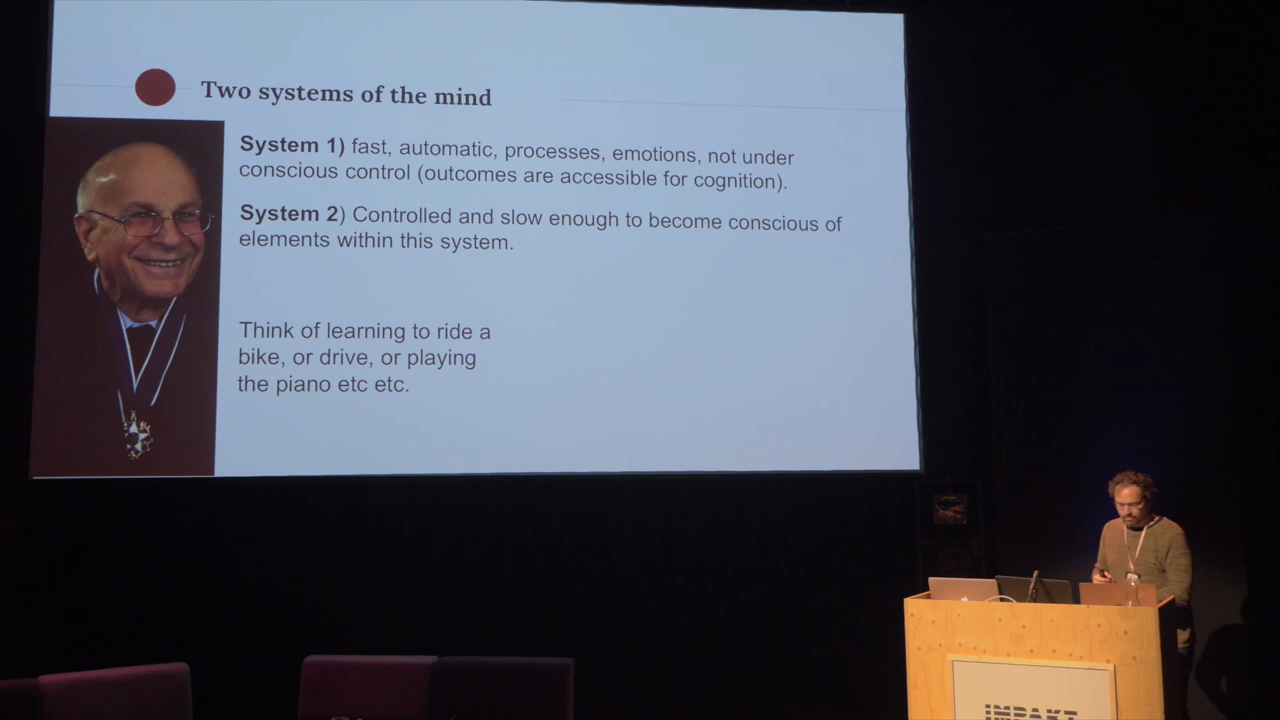 Two systems of the mind
System 1) fast, automatic, processes, emotions, not under
conscious control (outcomes are accessible for cognition).
System 2) Controlled and slow enough to become conscious of
elements within this system.
Think of learning to ride a
bike, or drive, or playing
the piano etc etc.
IMPAKT